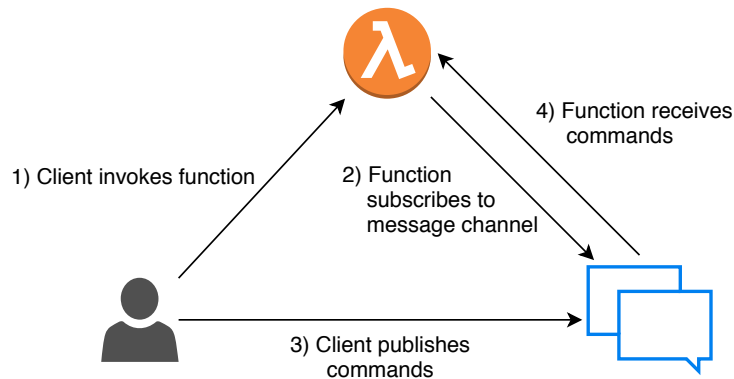 1) Client invokes function
2) Function
subscribes to
message channel
3) Client publishes
commands
4) Function receives
commands